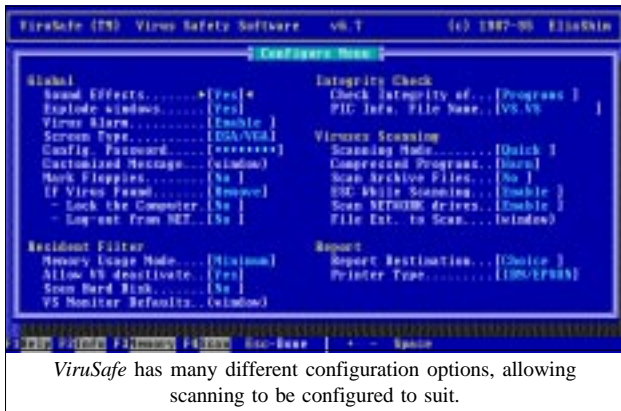 ViruSafe (TM) Virus Safety Software v6.7 (c) 1987-95 EliaShim
Configure Menu
Global
Sound Effects.......►[Yes]◄
Explode windows.....[Yes]
Virus Alarm.........[Enable ]
Screen Type.........[EGA/VGA]
Config. Password....[********]
Customized Message..(window)
Mark Floppies.......[No ]
If Virus Found......[Remove]
- Lock the Computer.[No ]
- Log-out from NET..[No ]
Resident Filter
Memory Usage Mode...[Minimum]
Allow VS deactivate.[Yes]
Scan Hard Disk......[No ]
VS Monitor Defaults..(window)
Integrity Check
Check Integrity of..[Programs ]
PIC Info. File Name..[VS.VS ]
Viruses Scanning
Scanning Mode.......[Quick ]
Compressed Programs..[Warn]
Scan Archive Files..[No ]
ESC While Scanning..[Enable ]
Scan NETWORK drives..[Enable ]
File Ext. to Scan...(window)
Report
Report Destination..[Choice ]
Printer Type........[IBM/EPSON]
F1Help F2Info F3Memory F4Scan Esc-Done + - Space
ViruSafe has many different configuration options, allowing
scanning to be configured to suit.